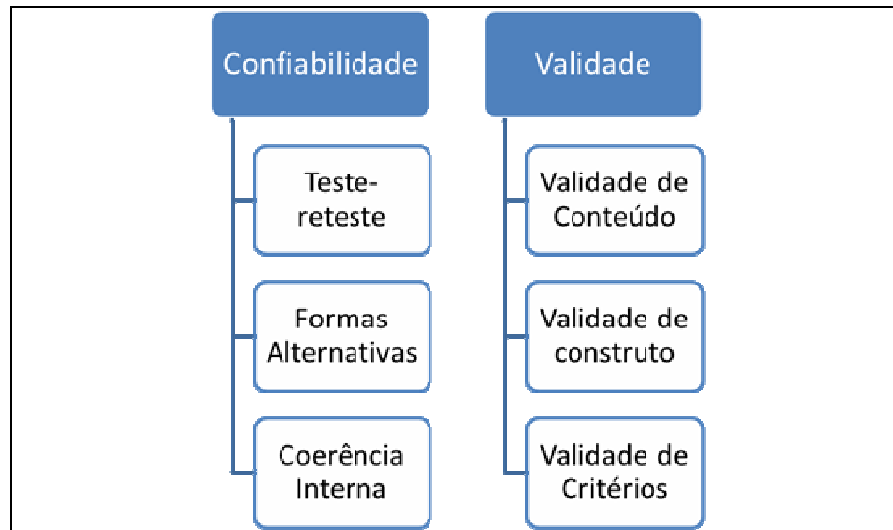 Confiabilidade
Teste-
reteste
Formas
Alternativas
Coerência
Interna
Validade
Validade de
Conteúdo
Validade de
construto
Validade de
Critérios